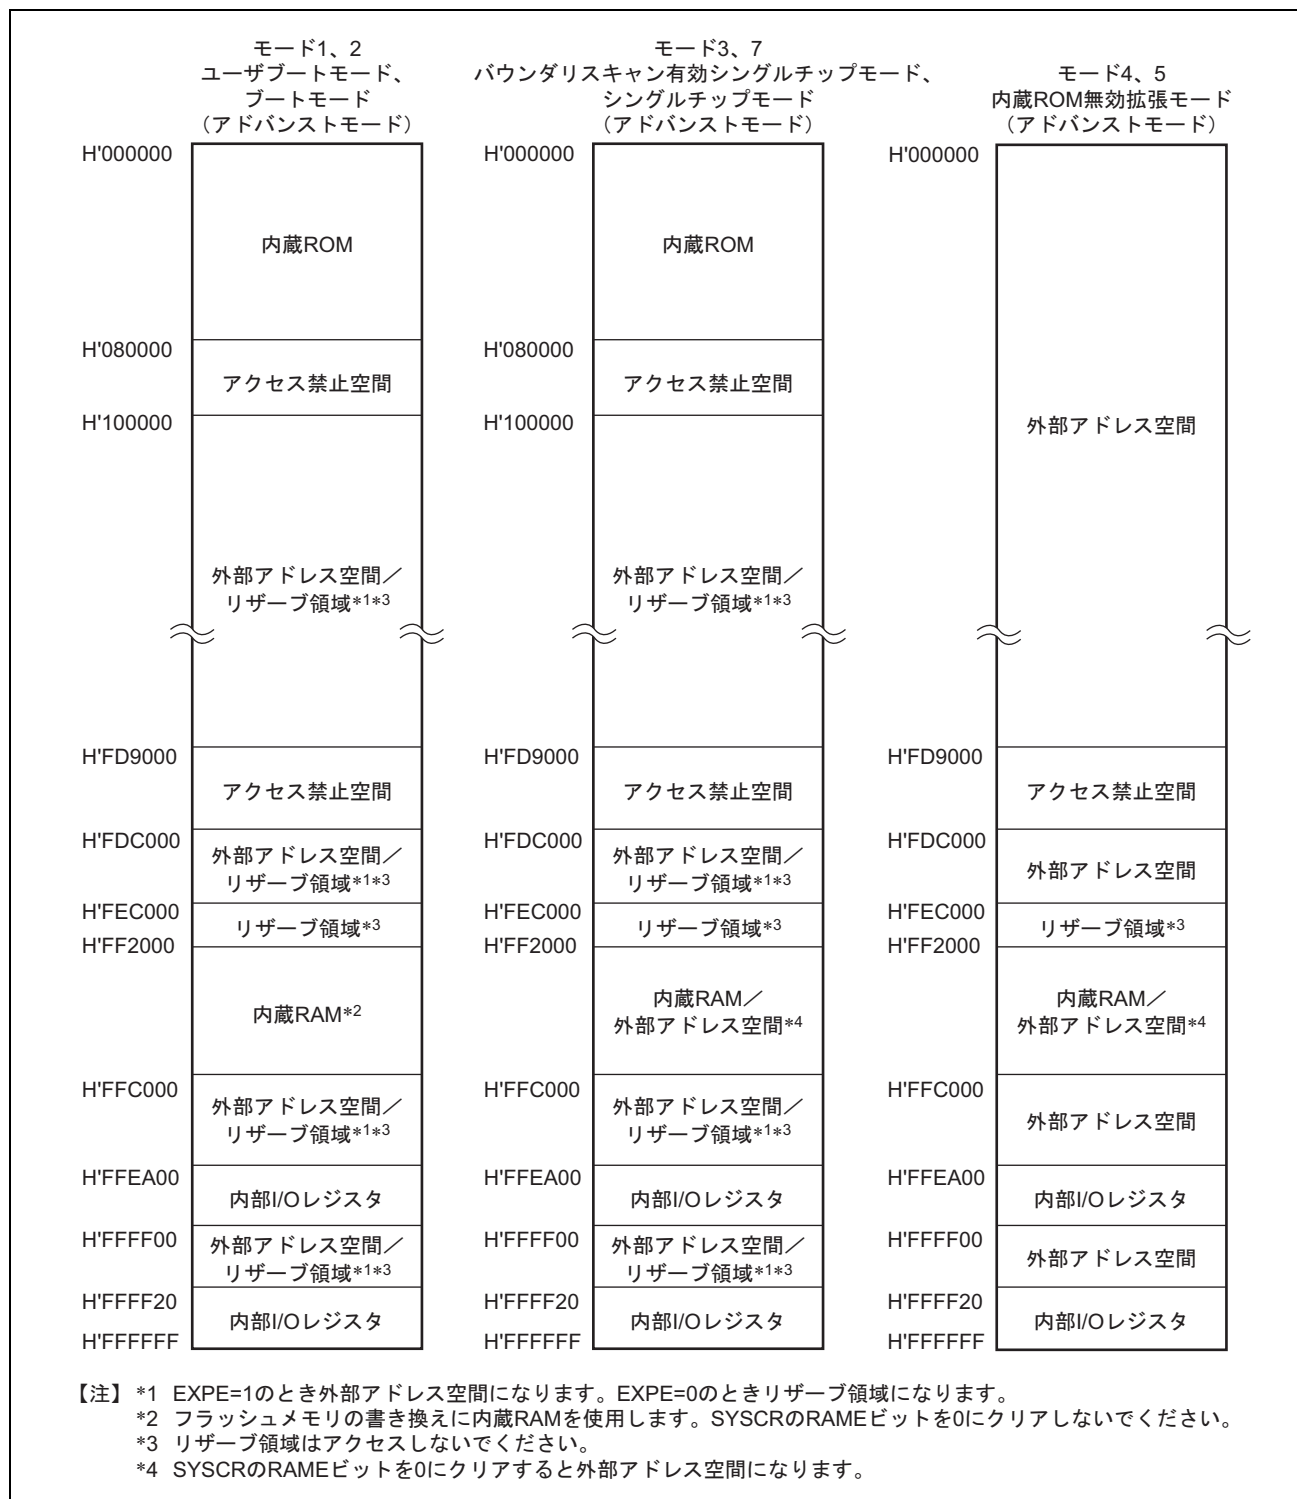 モード1、2
ユーザブートモード、
ブートモード
（アドバンストモード）
H'000000
内蔵ROM
H'080000
アクセス禁止空間
H'100000
外部アドレス空間／
リザーブ領域*1*3
H'FD9000
アクセス禁止空間
H'FDC000
外部アドレス空間／
リザーブ領域*1*3
H'FEC000
リザーブ領域*3
H'FF2000
内蔵RAM*2
H'FFC000
外部アドレス空間／
リザーブ領域*1*3
H'FFEA00
内部I/Oレジスタ
H'FFFF00
外部アドレス空間／
リザーブ領域*1*3
H'FFFF20
内部I/Oレジスタ
H'FFFFFF
モード3、7
バウンダリスキャン有効シングルチップモード、
シングルチップモード
（アドバンストモード）
H'000000
内蔵ROM
H'080000
アクセス禁止空間
H'100000
外部アドレス空間／
リザーブ領域*1*3
H'FD9000
アクセス禁止空間
H'FDC000
外部アドレス空間／
リザーブ領域*1*3
H'FEC000
リザーブ領域*3
H'FF2000
内蔵RAM／
外部アドレス空間*4
H'FFC000
外部アドレス空間／
リザーブ領域*1*3
H'FFEA00
内部I/Oレジスタ
H'FFFF00
外部アドレス空間／
リザーブ領域*1*3
H'FFFF20
内部I/Oレジスタ
H'FFFFFF
モード4、5
内蔵ROM無効拡張モード
（アドバンストモード）
H'000000
外部アドレス空間
H'FD9000
アクセス禁止空間
H'FDC000
外部アドレス空間
H'FEC000
リザーブ領域*3
H'FF2000
内蔵RAM／
外部アドレス空間*4
H'FFC000
外部アドレス空間
H'FFEA00
内部I/Oレジスタ
H'FFFF00
外部アドレス空間
H'FFFF20
内部I/Oレジスタ
H'FFFFFF
【注】 *1 EXPE=1のとき外部アドレス空間になります。EXPE=0のときリザーブ領域になります。
*2 フラッシュメモリの書き換えに内蔵RAMを使用します。SYSCRのRAMEビットを0にクリアしないでください。
*3 リザーブ領域はアクセスしないでください。
*4 SYSCRのRAMEビットを0にクリアすると外部アドレス空間になります。